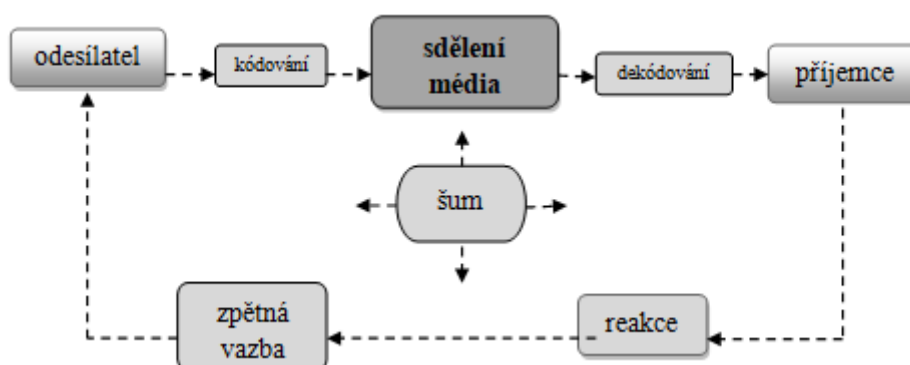 odesílatel
kódování
sdělení
média
dekódování
příjemce
šum
zpětná
vazba
reakce